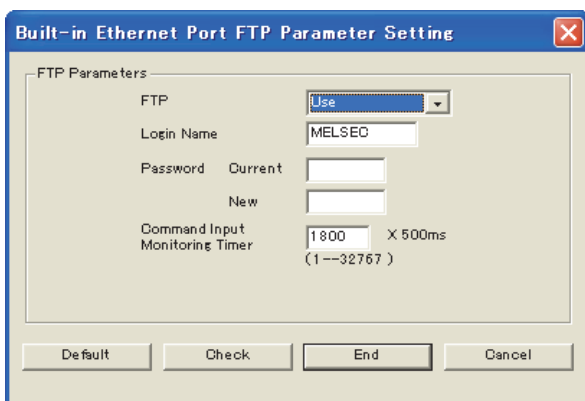 Built-in Ethernet Port FTP Parameter Setting
FTP Parameters
FTP Use
Login Name MELSEC
Password Current
New
Command Input
Monitoring Timer 1800 X 500ms
(1--32767 )
Default Check End Cancel